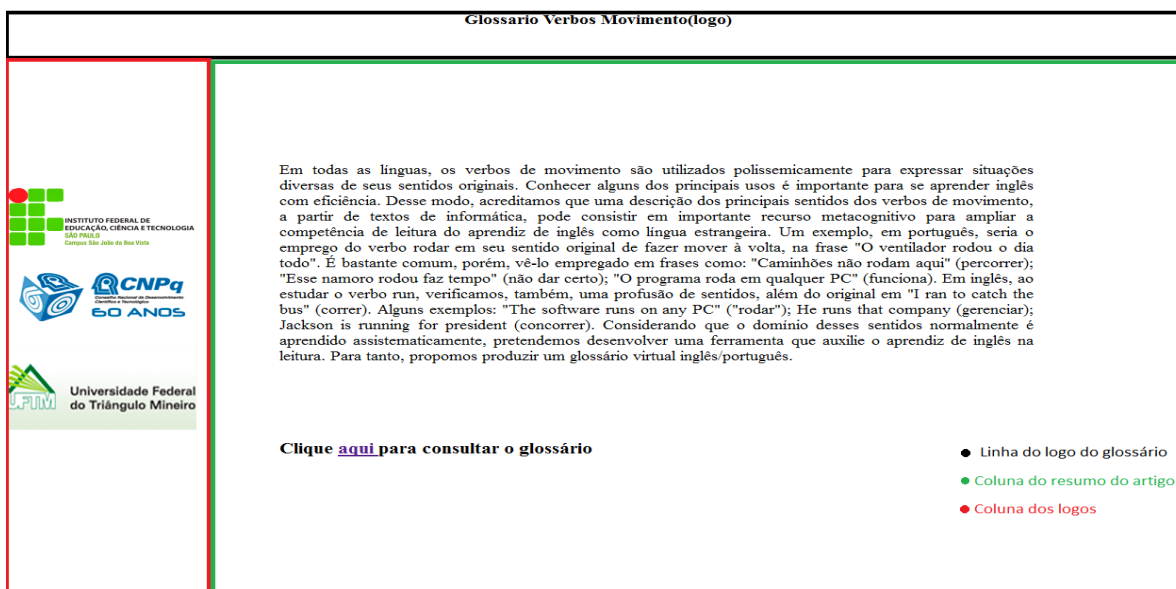 Glossario Verbos Movimento(logo)
INSTITUTO FEDERAL DE
EDUCAÇÃO, CIÊNCIA E TECNOLOGIA
SÃO PAULO
Campus São João da Boa Vista
CNPq
Conselho Nacional de Desenvolvimento
Científico e Tecnológico
60 ANOS
UFTM
Universidade Federal
do Triângulo Mineiro
Em todas as línguas, os verbos de movimento são utilizados polissemicamente para expressar situações
diversas de seus sentidos originais. Conhecer alguns dos principais usos é importante para se aprender inglês
com eficiência. Desse modo, acreditamos que uma descrição dos principais sentidos dos verbos de movimento,
a partir de textos de informática, pode consistir em importante recurso metacognitivo para ampliar a
competência de leitura do aprendiz de inglês como língua estrangeira. Um exemplo, em português, seria o
emprego do verbo rodar em seu sentido original de fazer mover à volta, na frase "O ventilador rodou o dia
todo". É bastante comum, porém, vê-lo empregado em frases como: "Caminhões não rodam aqui" (percorrer);
"Esse namoro rodou faz tempo" (não dar certo); "O programa roda em qualquer PC" (funciona). Em inglês, ao
estudar o verbo run, verificamos, também, uma profusão de sentidos, além do original em "I ran to catch the
bus" (correr). Alguns exemplos: "The software runs on any PC" ("rodar"); He runs that company (gerenciar);
Jackson is running for president (concorrer). Considerando que o domínio desses sentidos normalmente é
aprendido assistematicamente, pretendemos desenvolver uma ferramenta que auxilie o aprendiz de inglês na
leitura. Para tanto, propomos produzir um glossário virtual inglês/português.
Clique aqui para consultar o glossário
Linha do logo do glossário
Coluna do resumo do artigo
Coluna dos logos